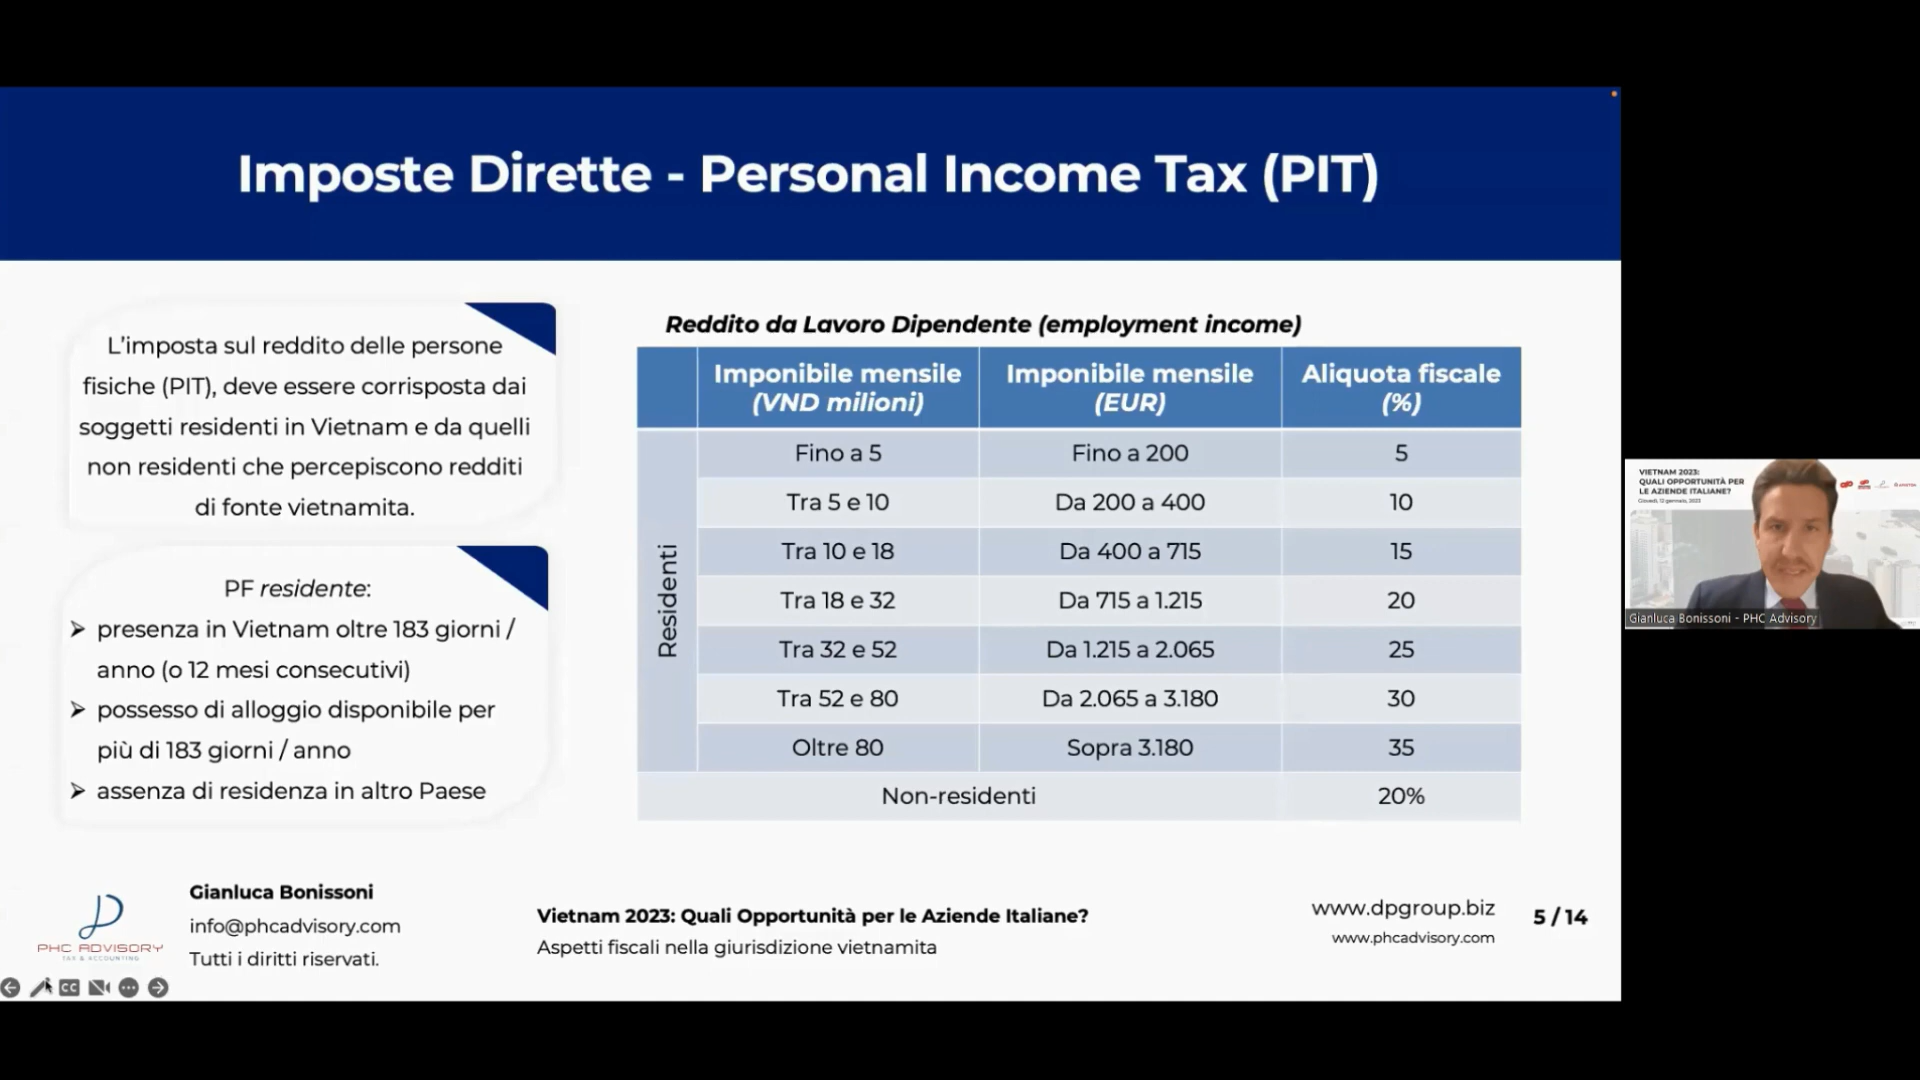 Imposte Dirette - Personal Income Tax (PIT)
L'imposta sul reddito delle persone
fisiche (PIT), deve essere corrisposta dai
soggetti residenti in Vietnam e da quelli
non residenti che percepiscono redditi
di fonte vietnamita.
PF residente:
presenza in Vietnam oltre 183 giorni /
anno (o 12 mesi consecutivi)
possesso di alloggio disponibile per
più di 183 giorni / anno
assenza di residenza in altro Paese
Reddito da Lavoro Dipendente (employment income)
Imponibile mensile (VND milioni) Imponibile mensile (EUR) Aliquota fiscale (%)
Residenti
Fino a 5 Fino a 200 5
Tra 5 e 10 Da 200 a 400 10
Tra 10 e 18 Da 400 a 715 15
Tra 18 e 32 Da 715 a 1.215 20
Tra 32 e 52 Da 1.215 a 2.065 25
Tra 52 e 80 Da 2.065 a 3.180 30
Oltre 80 Sopra 3.180 35
Non-residenti 20%
PHC ADVISORY
TAX & ACCOUNTING
Gianluca Bonissoni
info@phcadvisory.com
Tutti i diritti riservati.
Vietnam 2023: Quali Opportunità per le Aziende Italiane?
Aspetti fiscali nella giurisdizione vietnamita
www.dpgroup.biz
www.phcadvisory.com
5 / 14
CC
VIETNAM 2023:
QUALI OPPORTUNITÀ PER
LE AZIENDE ITALIANE?
Giovedì, 12 gennaio, 2023
Gianluca Bonissoni - PHC Advisory